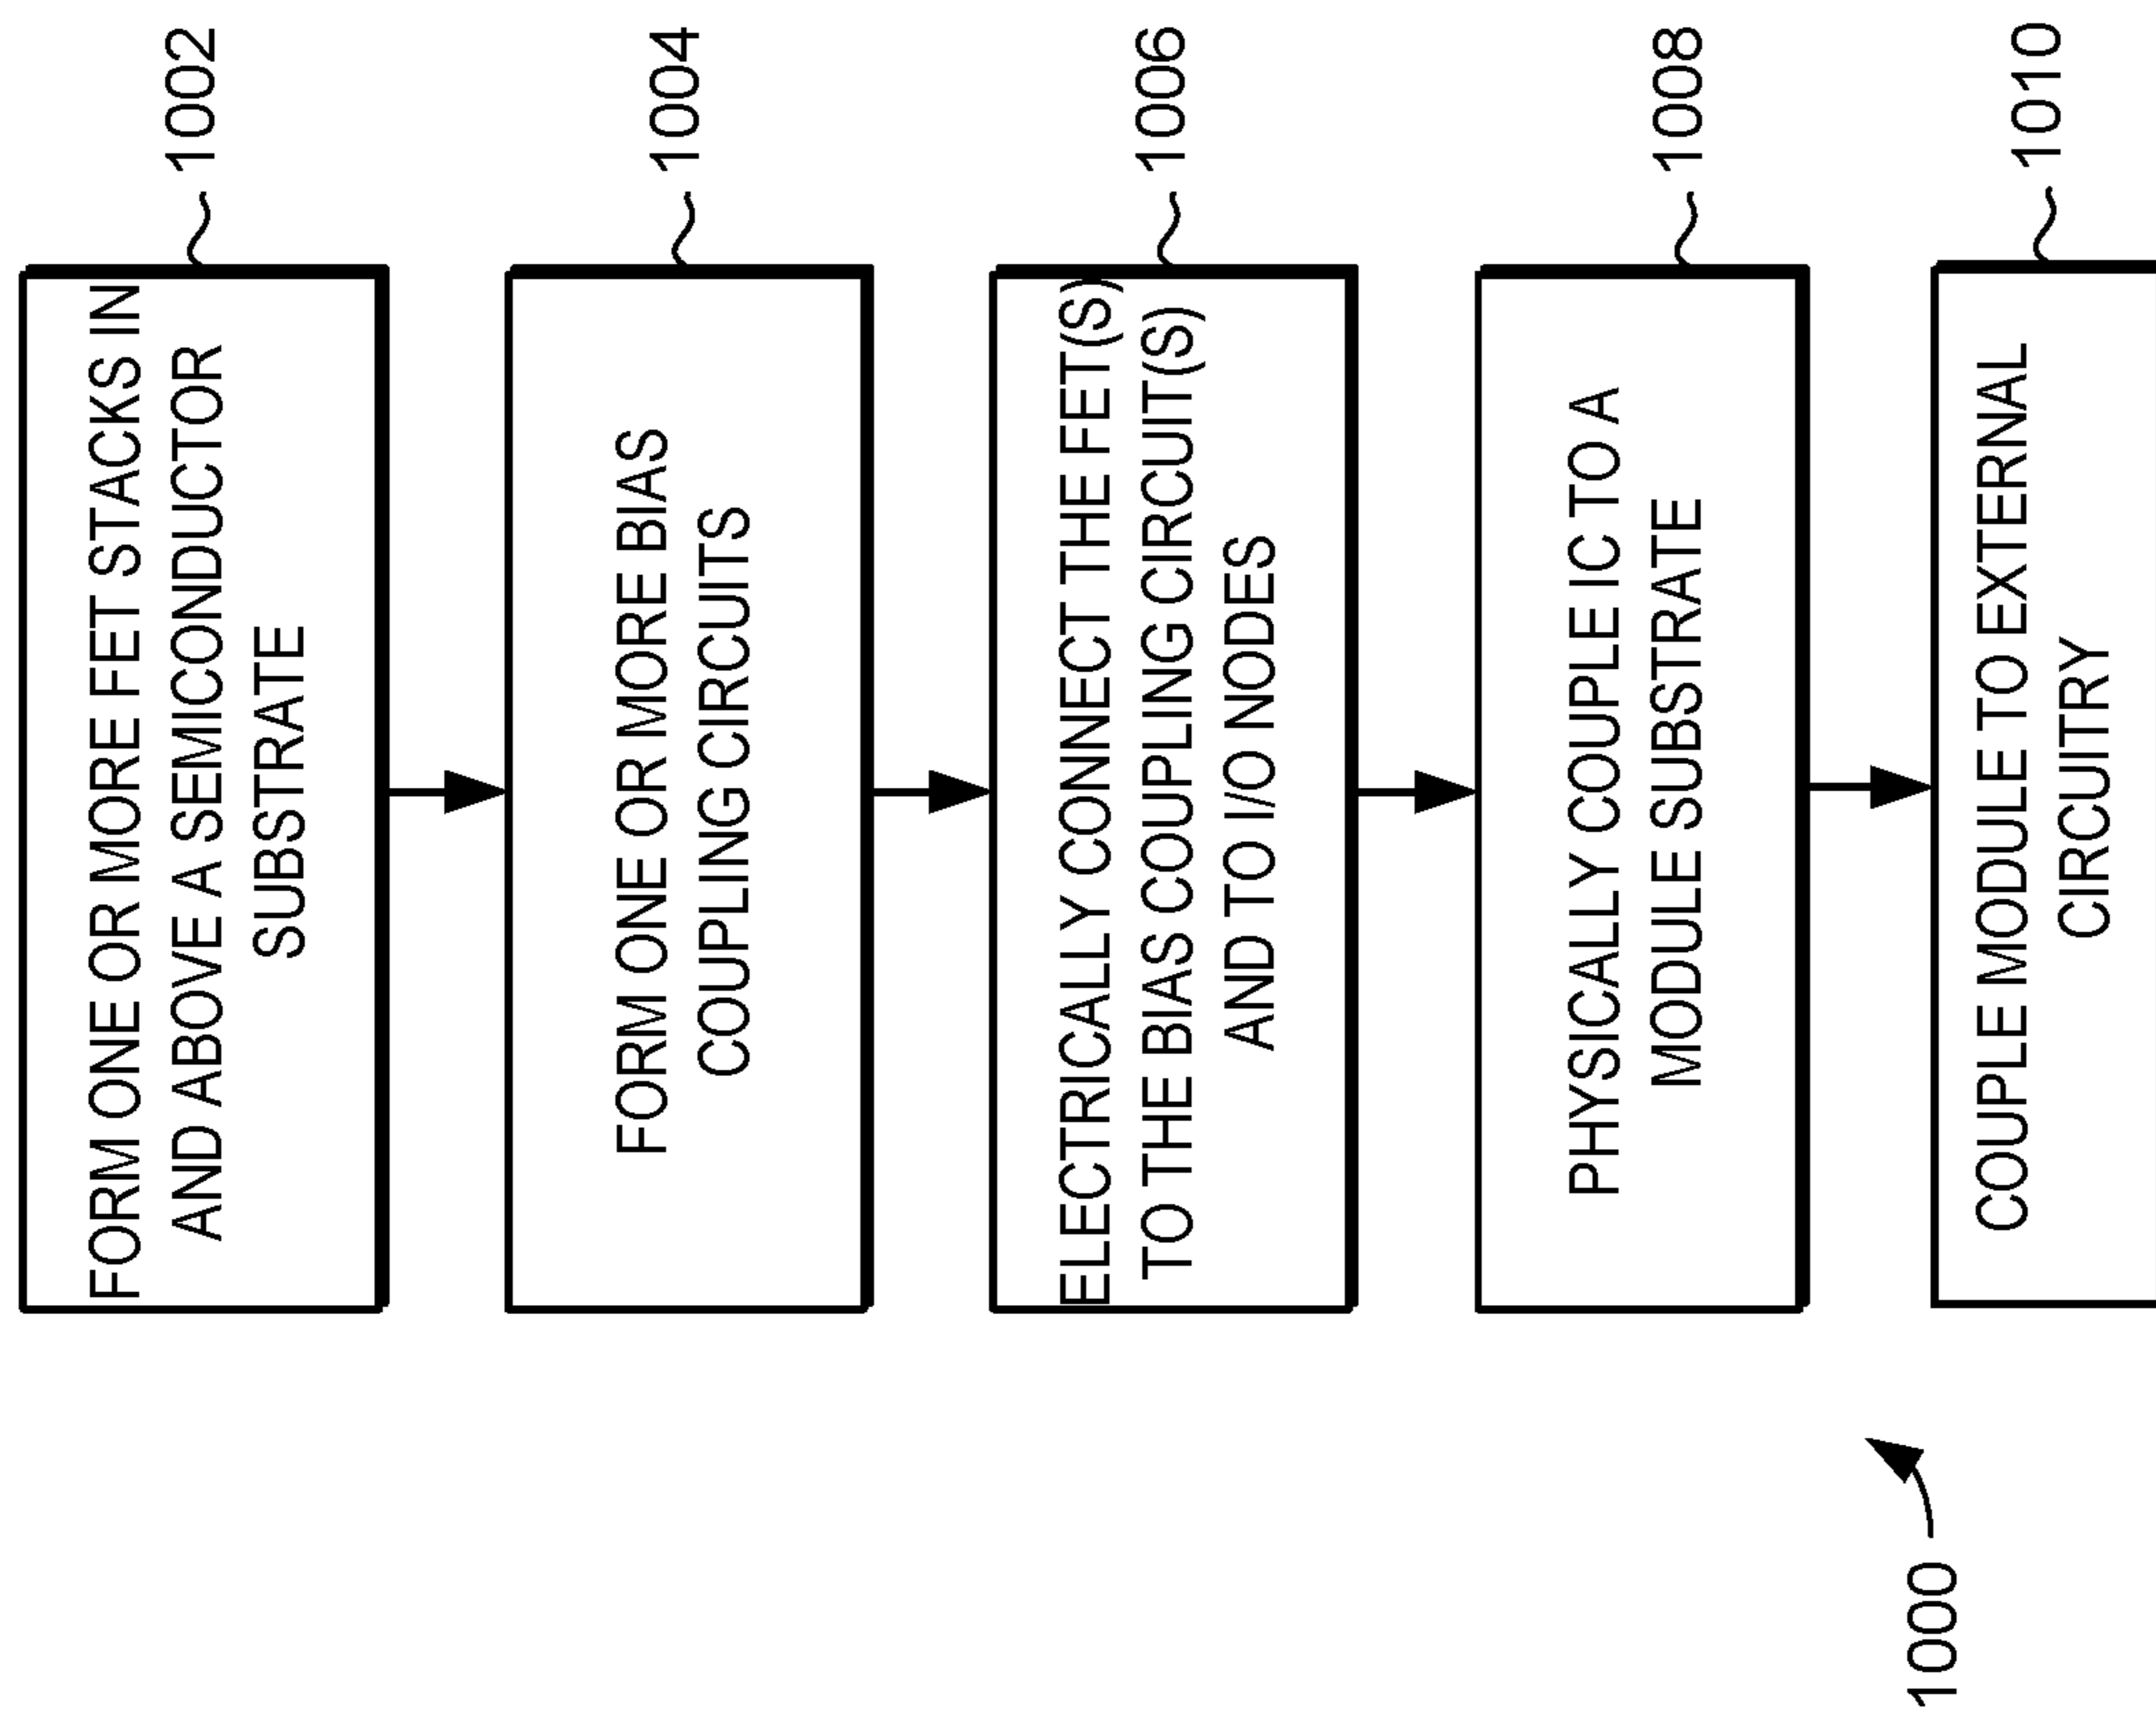 FORM ONE OR MORE FET STACKS IN
AND ABOVE A SEMICONDUCTOR
SUBSTRATE
1002
FORM ONE OR MORE BIAS
COUPLING CIRCUITS
1004
ELECTRICALLY CONNECT THE FET(S)
TO THE BIAS COUPLING CIRCUIT(S)
AND TO I/O NODES
1006
PHYSICALLY COUPLE IC TO A
MODULE SUBSTRATE
1008
COUPLE MODULE TO EXTERNAL
CIRCUITRY
1010
1000